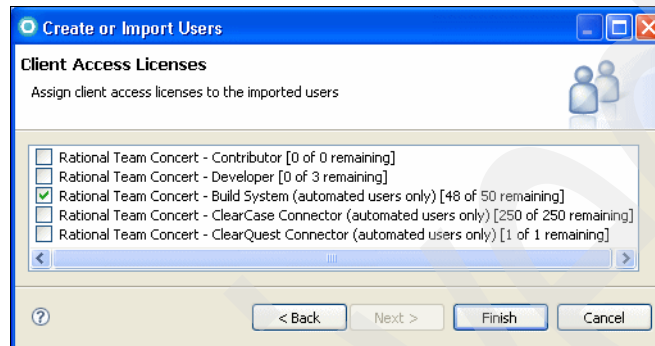 Create or Import Users
Client Access Licenses
Assign client access licenses to the imported users
Rational Team Concert - Contributor [0 of 0 remaining]
Rational Team Concert - Developer [0 of 3 remaining]
Rational Team Concert - Build System (automated users only) [48 of 50 remaining]
Rational Team Concert - ClearCase Connector (automated users only) [250 of 250 remaining]
Rational Team Concert - ClearQuest Connector (automated users only) [1 of 1 remaining]
? < Back Next > Finish Cancel